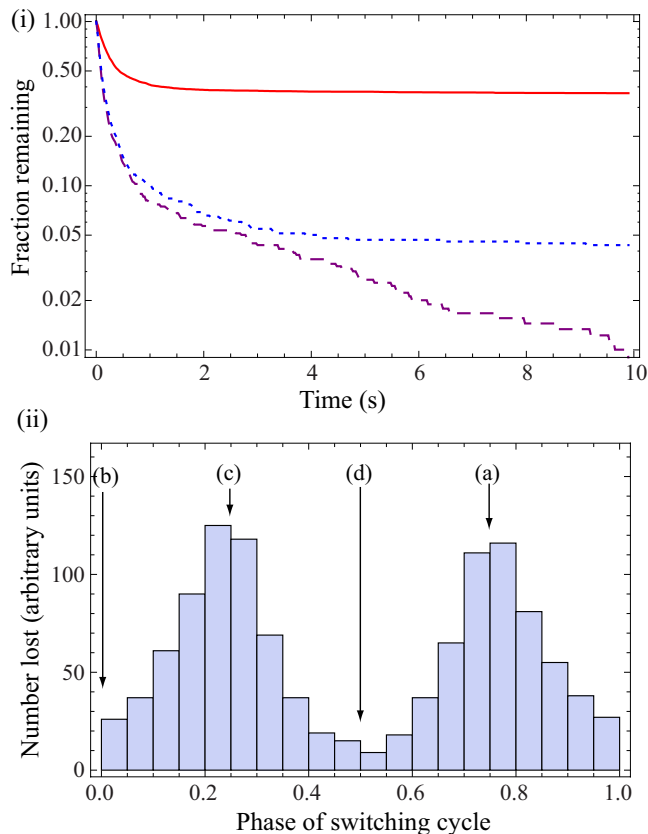 (i)
1.00
0.50
0.20
0.10
0.05
0.02
0.01
Fraction remaining
0 2 4 6 8 10
Time (s)
(ii)
150
100
50
0
Number lost (arbitrary units)
(b) (c) (d) (a)
0.0 0.2 0.4 0.6 0.8 1.0
Phase of switching cycle